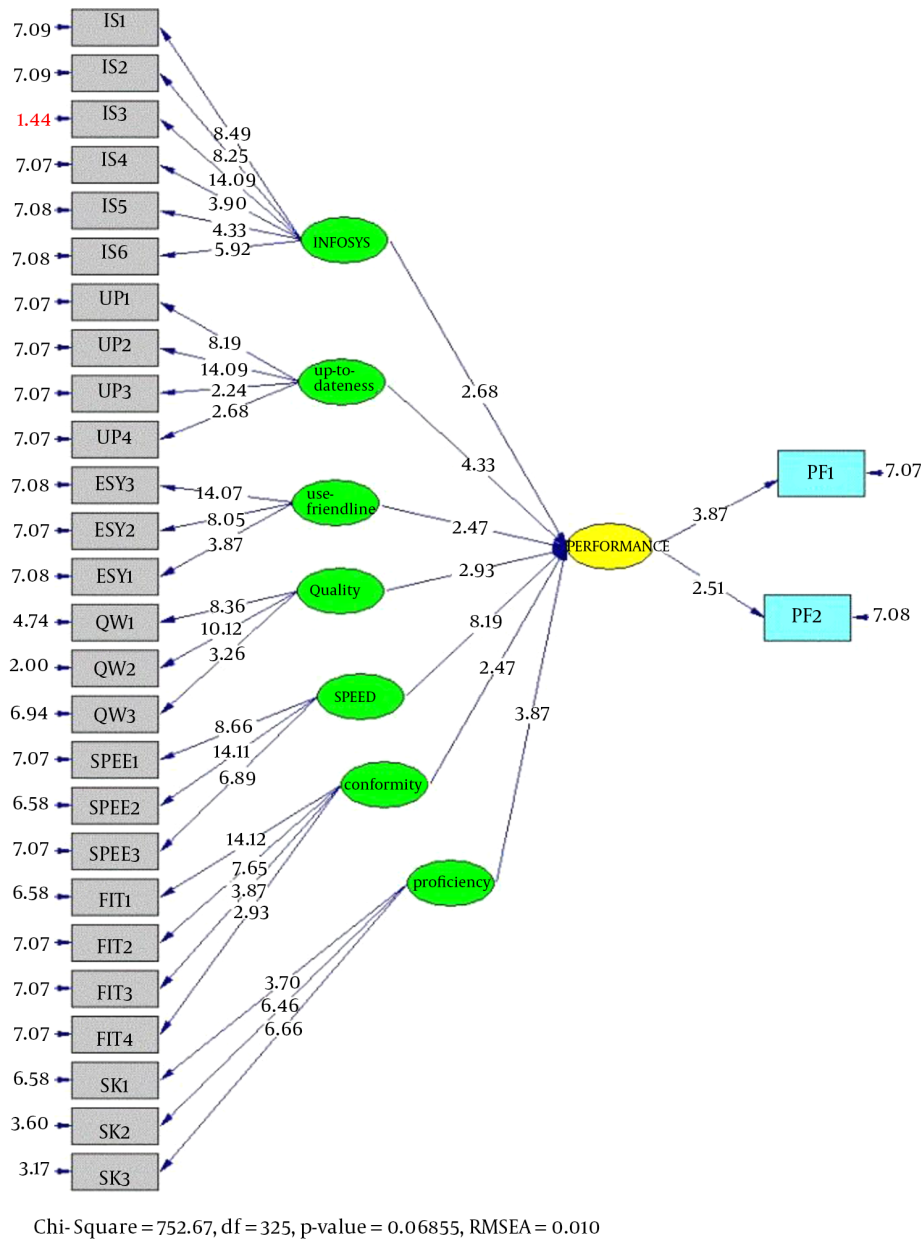 7.09 IS1
7.09 IS2
1.44 IS3
7.07 IS4
7.08 IS5
7.08 IS6
7.07 UP1
7.07 UP2
7.07 UP3
7.07 UP4
7.08 ESY3
7.07 ESY2
7.08 ESY1
4.74 QW1
2.00 QW2
6.94 QW3
7.07 SPEE1
6.58 SPEE2
7.07 SPEE3
6.58 FIT1
7.07 FIT2
7.07 FIT3
7.07 FIT4
6.58 SK1
3.60 SK2
3.17 SK3
8.49
8.25
14.09
3.90
4.33
5.92
8.19
14.09
2.24
2.68
14.07
8.05
3.87
8.36
10.12
3.26
8.66
14.11
6.89
14.12
7.65
3.87
2.93
3.70
6.46
6.66
INFOSYS
up-to-
dateness
use-
friendline
Quality
SPEED
conformity
proficiency
2.68
4.33
2.47
2.93
8.19
2.47
3.87
PERFORMANCE
3.87
2.51
PF1 7.07
PF2 7.08
Chi-Square = 752.67, df = 325, p-value = 0.06855, RMSEA = 0.010